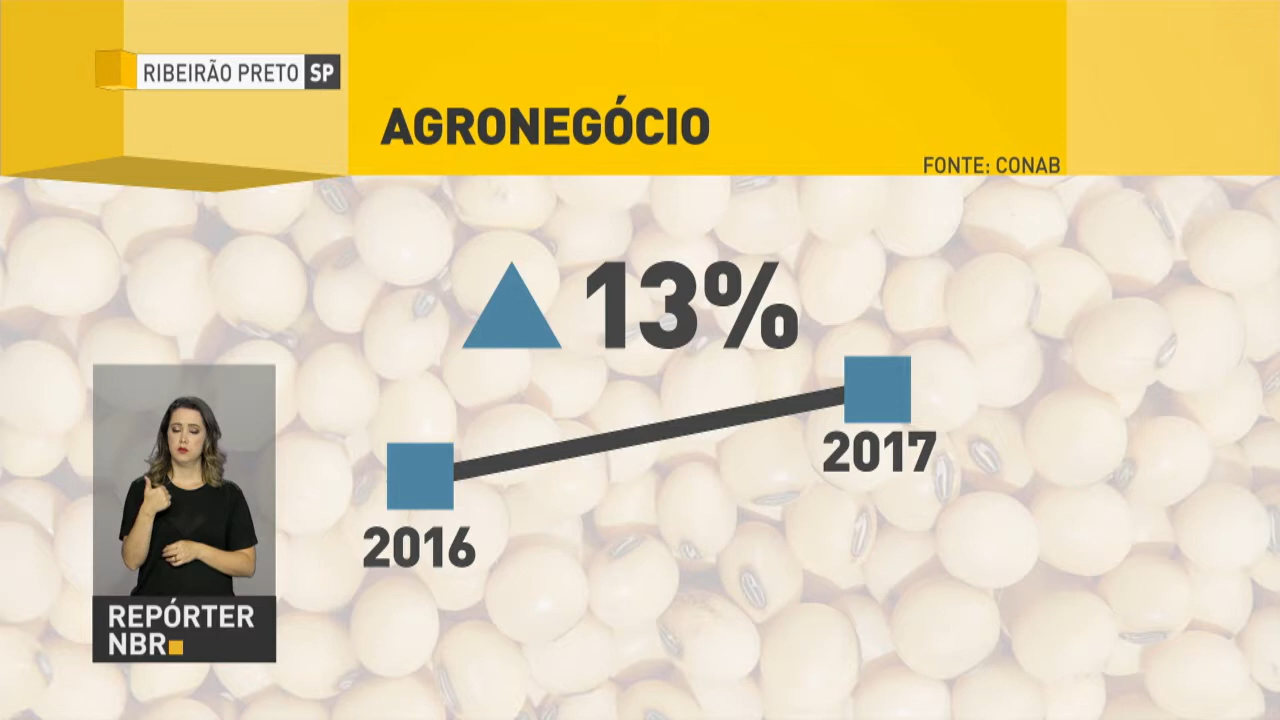 RIBEIRÃO PRETO SP
AGRONEGÓCIO
FONTE: CONAB
13%
2017
2016
REPÓRTER
NBR